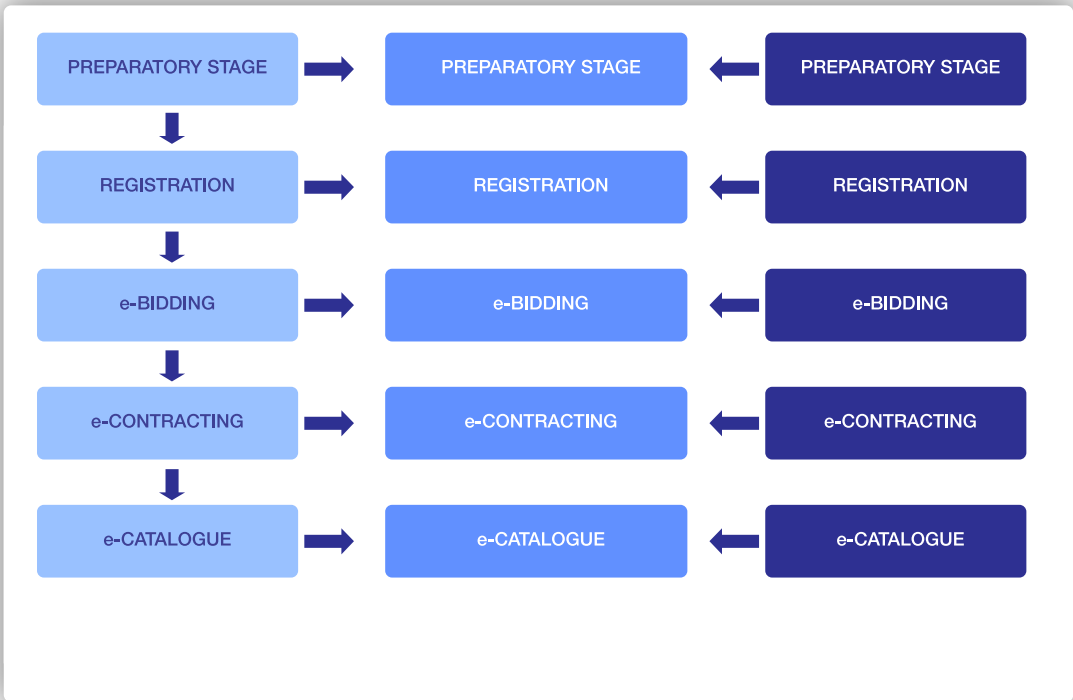 PREPARATORY STAGE
PREPARATORY STAGE
PREPARATORY STAGE
REGISTRATION
REGISTRATION
REGISTRATION
e-BIDDING
e-BIDDING
e-BIDDING
e-CONTRACTING
e-CONTRACTING
e-CONTRACTING
e-CATALOGUE
e-CATALOGUE
e-CATALOGUE